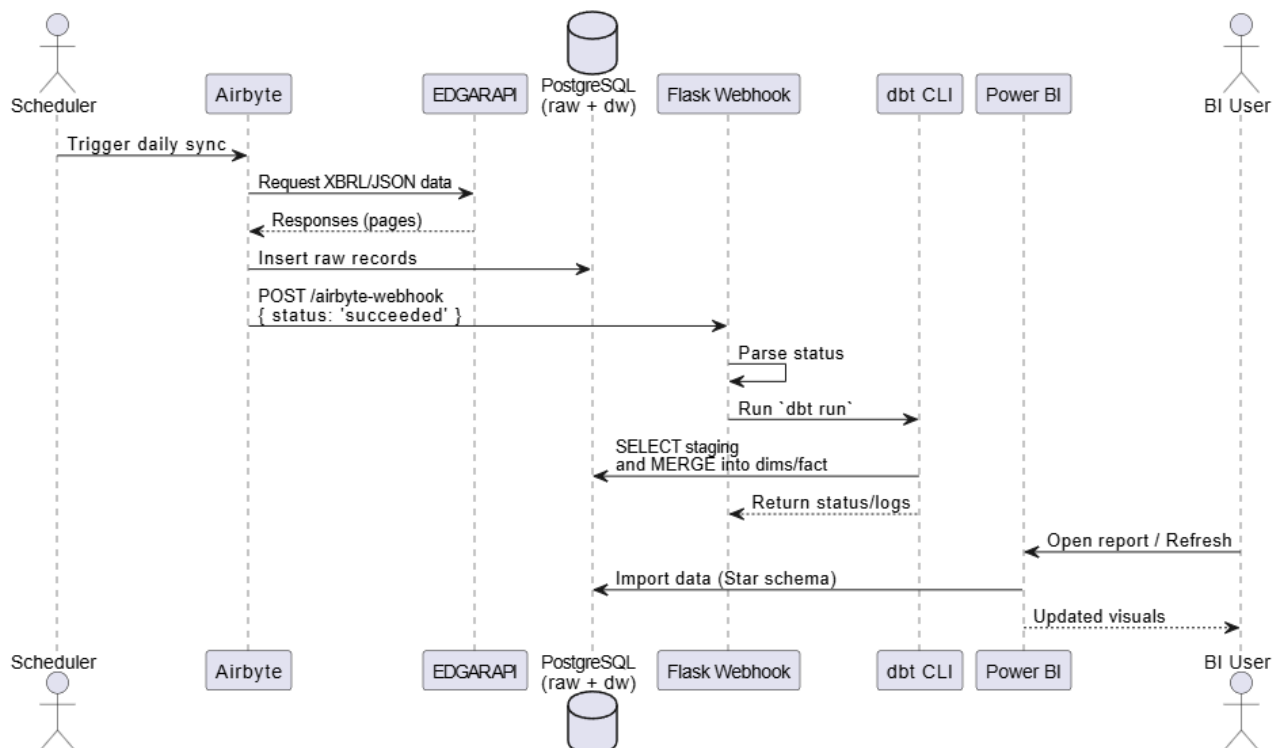 Scheduler
Airbyte
EDGARAPI
PostgreSQL
(raw + dw)
Flask Webhook
dbt CLI
Power BI
BI User
Trigger daily sync
Request XBRL/JSON data
Responses (pages)
Insert raw records
POST /airbyte-webhook
{ status: 'succeeded' }
Parse status
Run `dbt run`
SELECT staging
and MERGE into dims/fact
Return status/logs
Open report / Refresh
Import data (Star schema)
Updated visuals
Scheduler
Airbyte
EDGARAPI
PostgreSQL
(raw + dw)
Flask Webhook
dbt CLI
Power BI
BI User